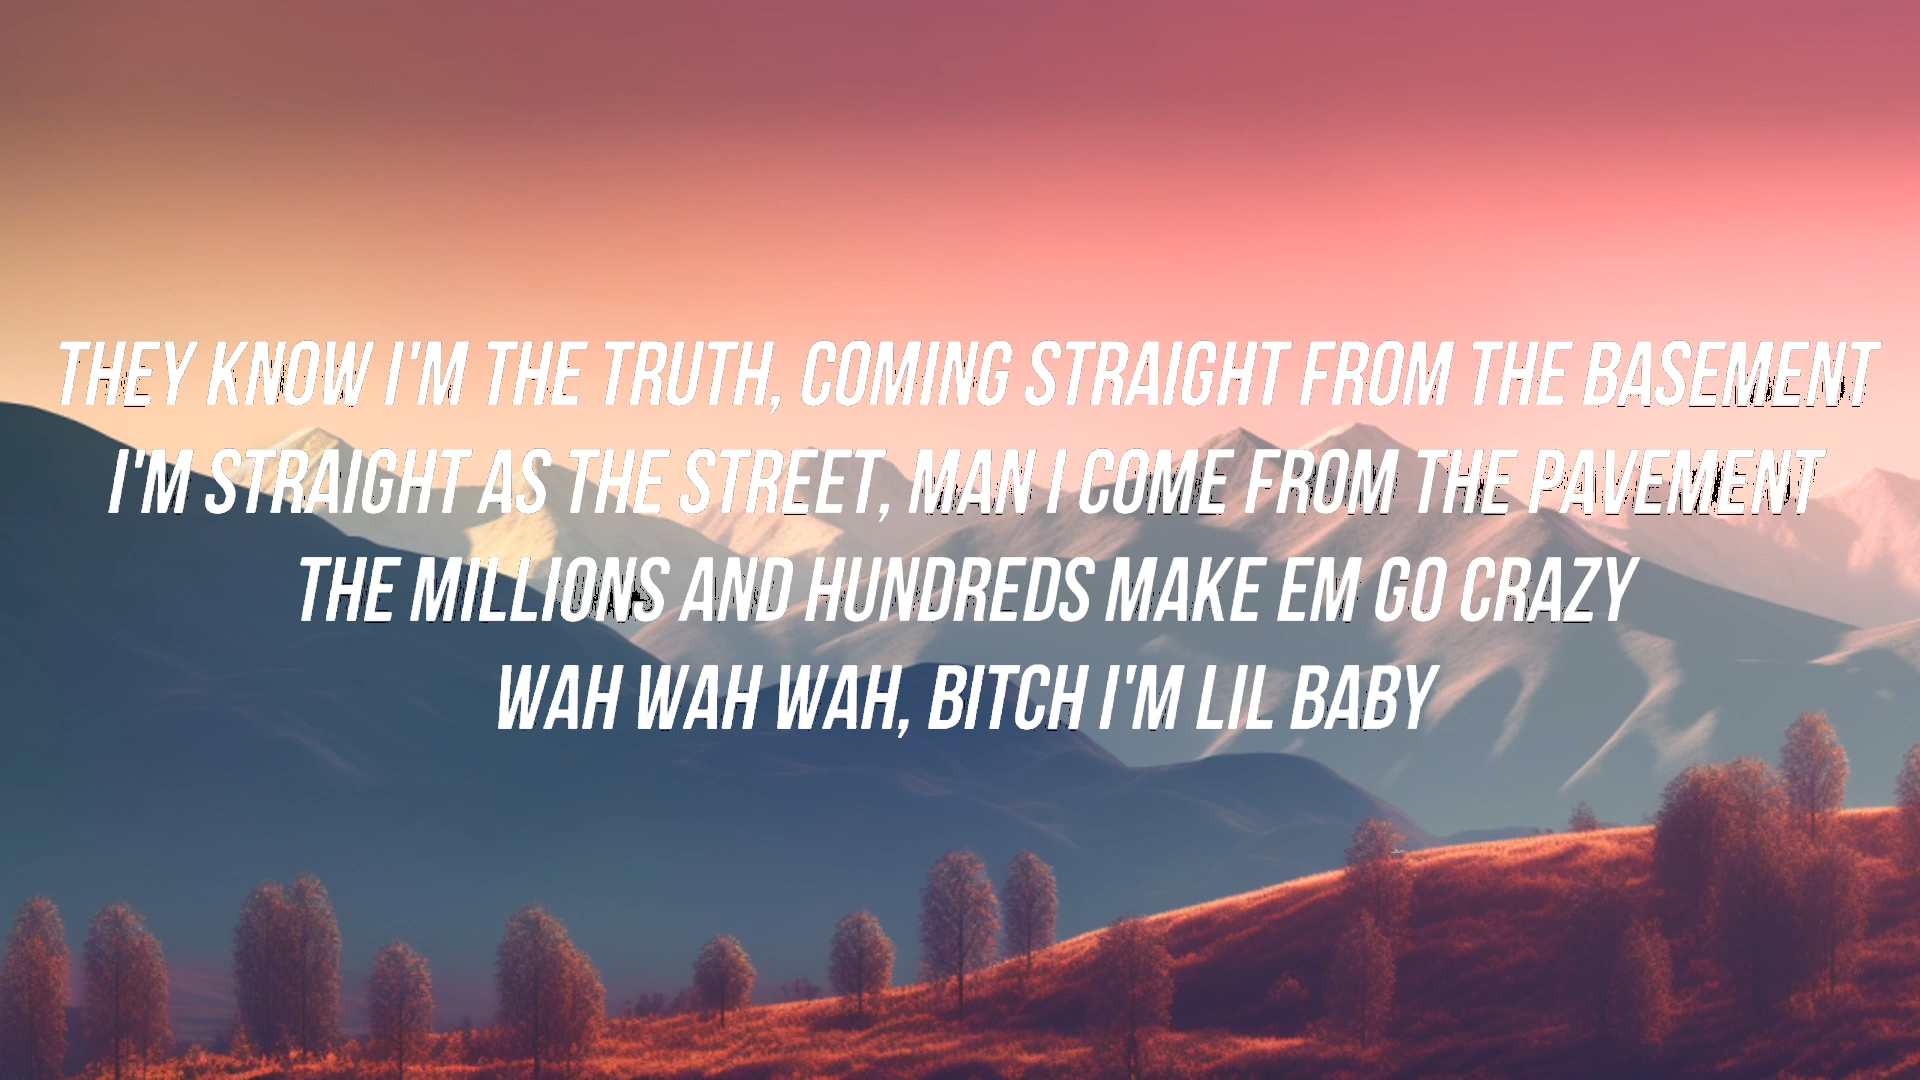 THEY KNOW I'M THE TRUTH, COMING STRAIGHT FROM THE BASEMENT
I'M STRAIGHT AS THE STREET, MAN I COME FROM THE PAVEMENT
THE MILLIONS AND HUNDREDS MAKE EM GO CRAZY
WAH WAH WAH, BITCH I'M LIL BABY